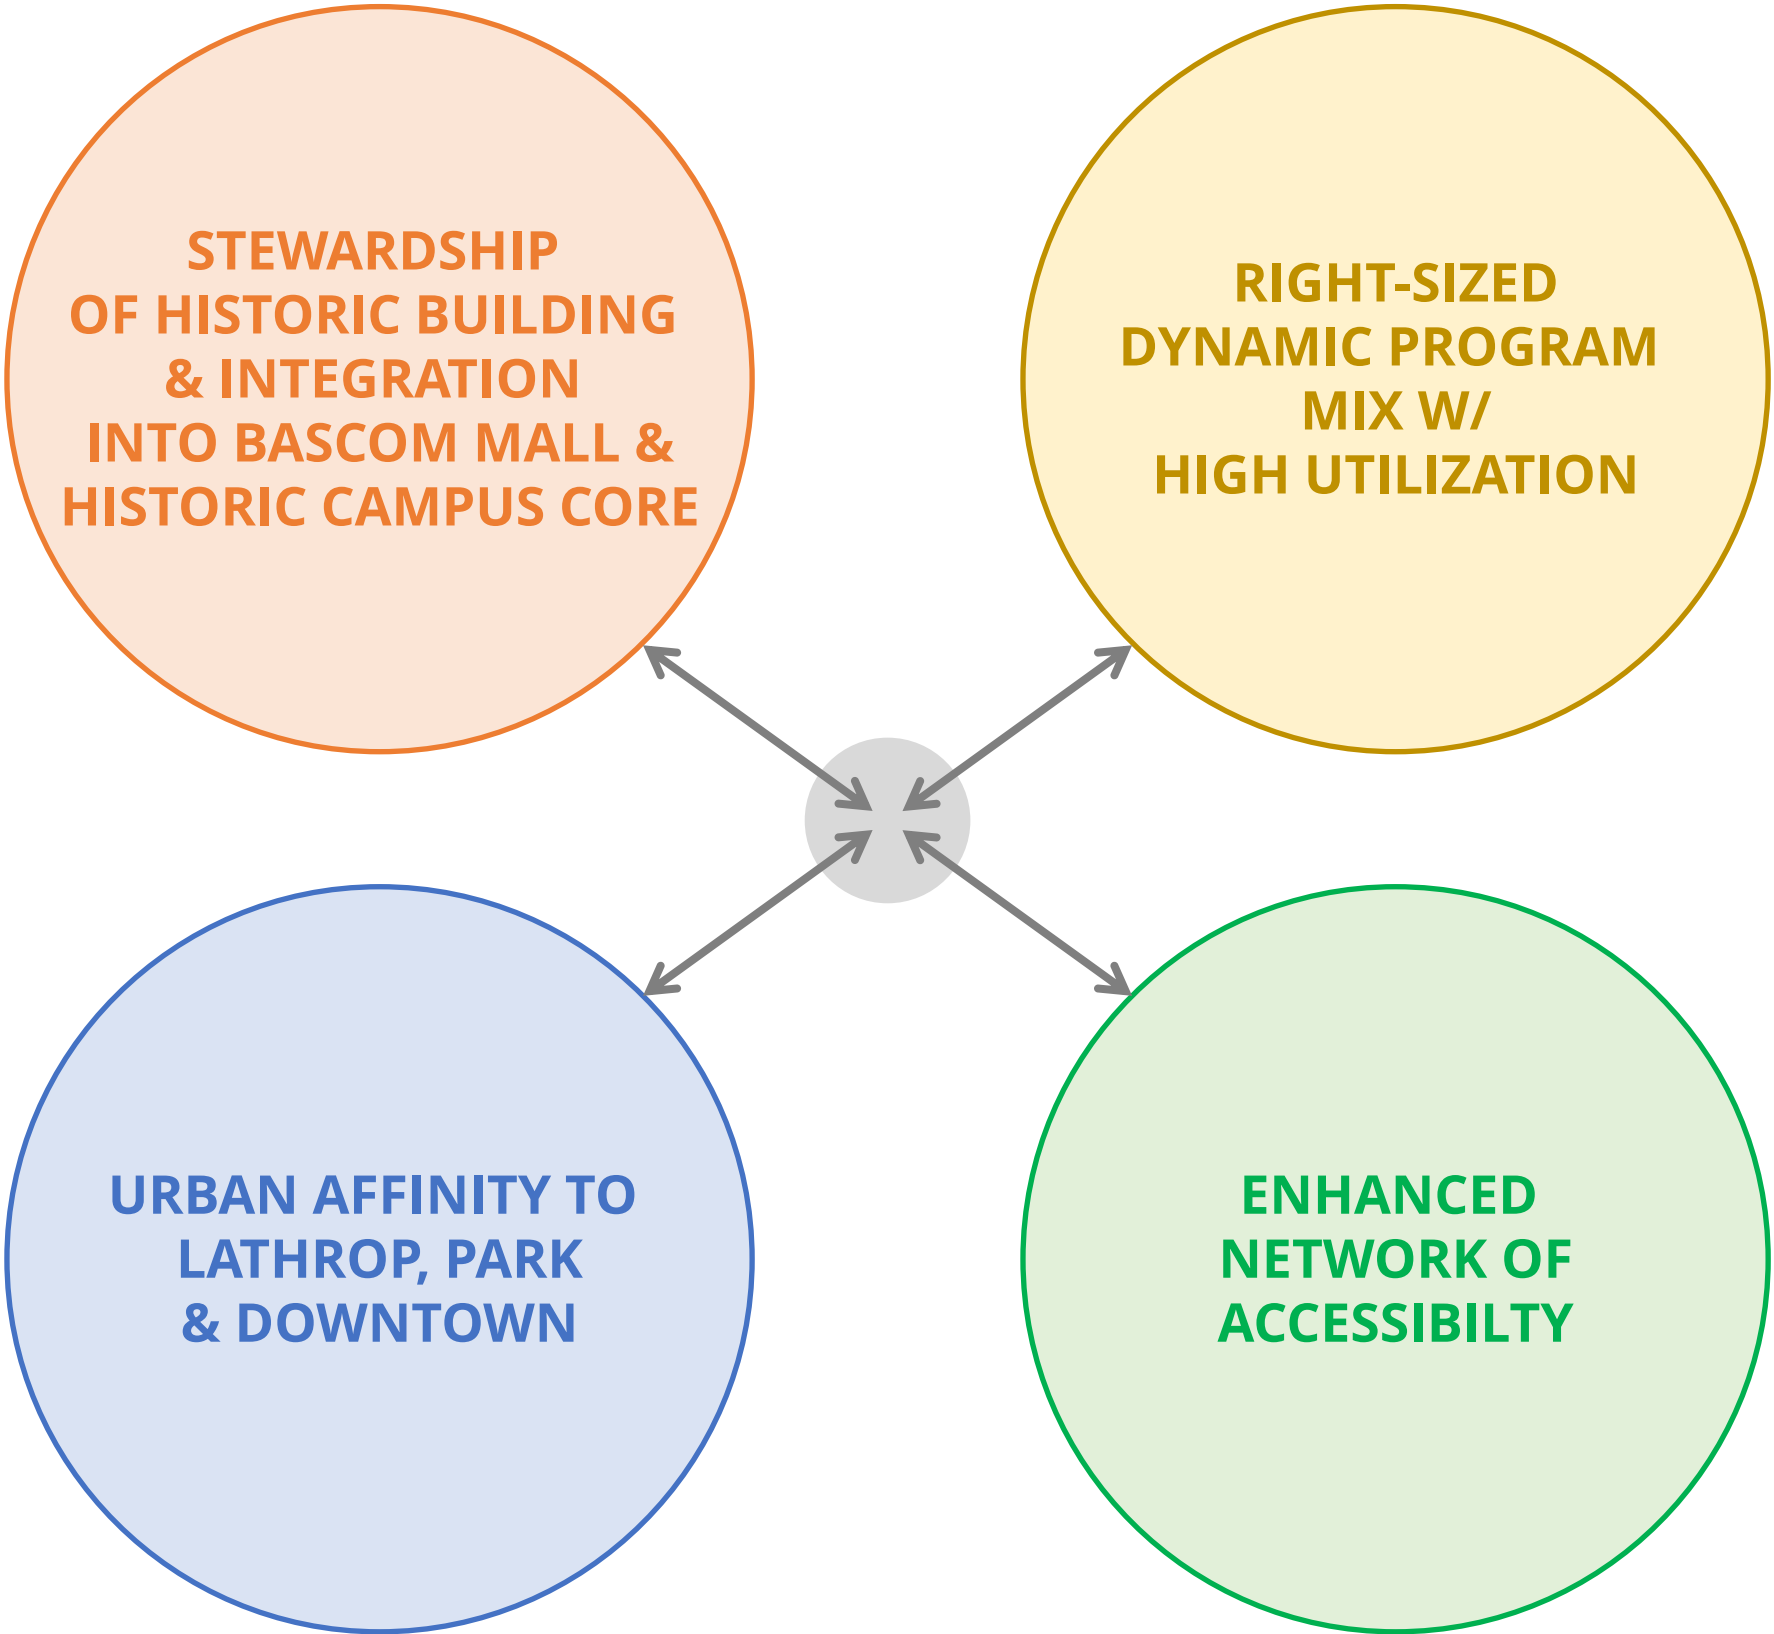 STEWARDSHIP
OF HISTORIC BUILDING
& INTEGRATION
INTO BASCOM MALL &
HISTORIC CAMPUS CORE
RIGHT-SIZED
DYNAMIC PROGRAM
MIX W/
HIGH UTILIZATION
URBAN AFFINITY TO
LATHROP, PARK
& DOWNTOWN
ENHANCED
NETWORK OF
ACCESSIBILTY